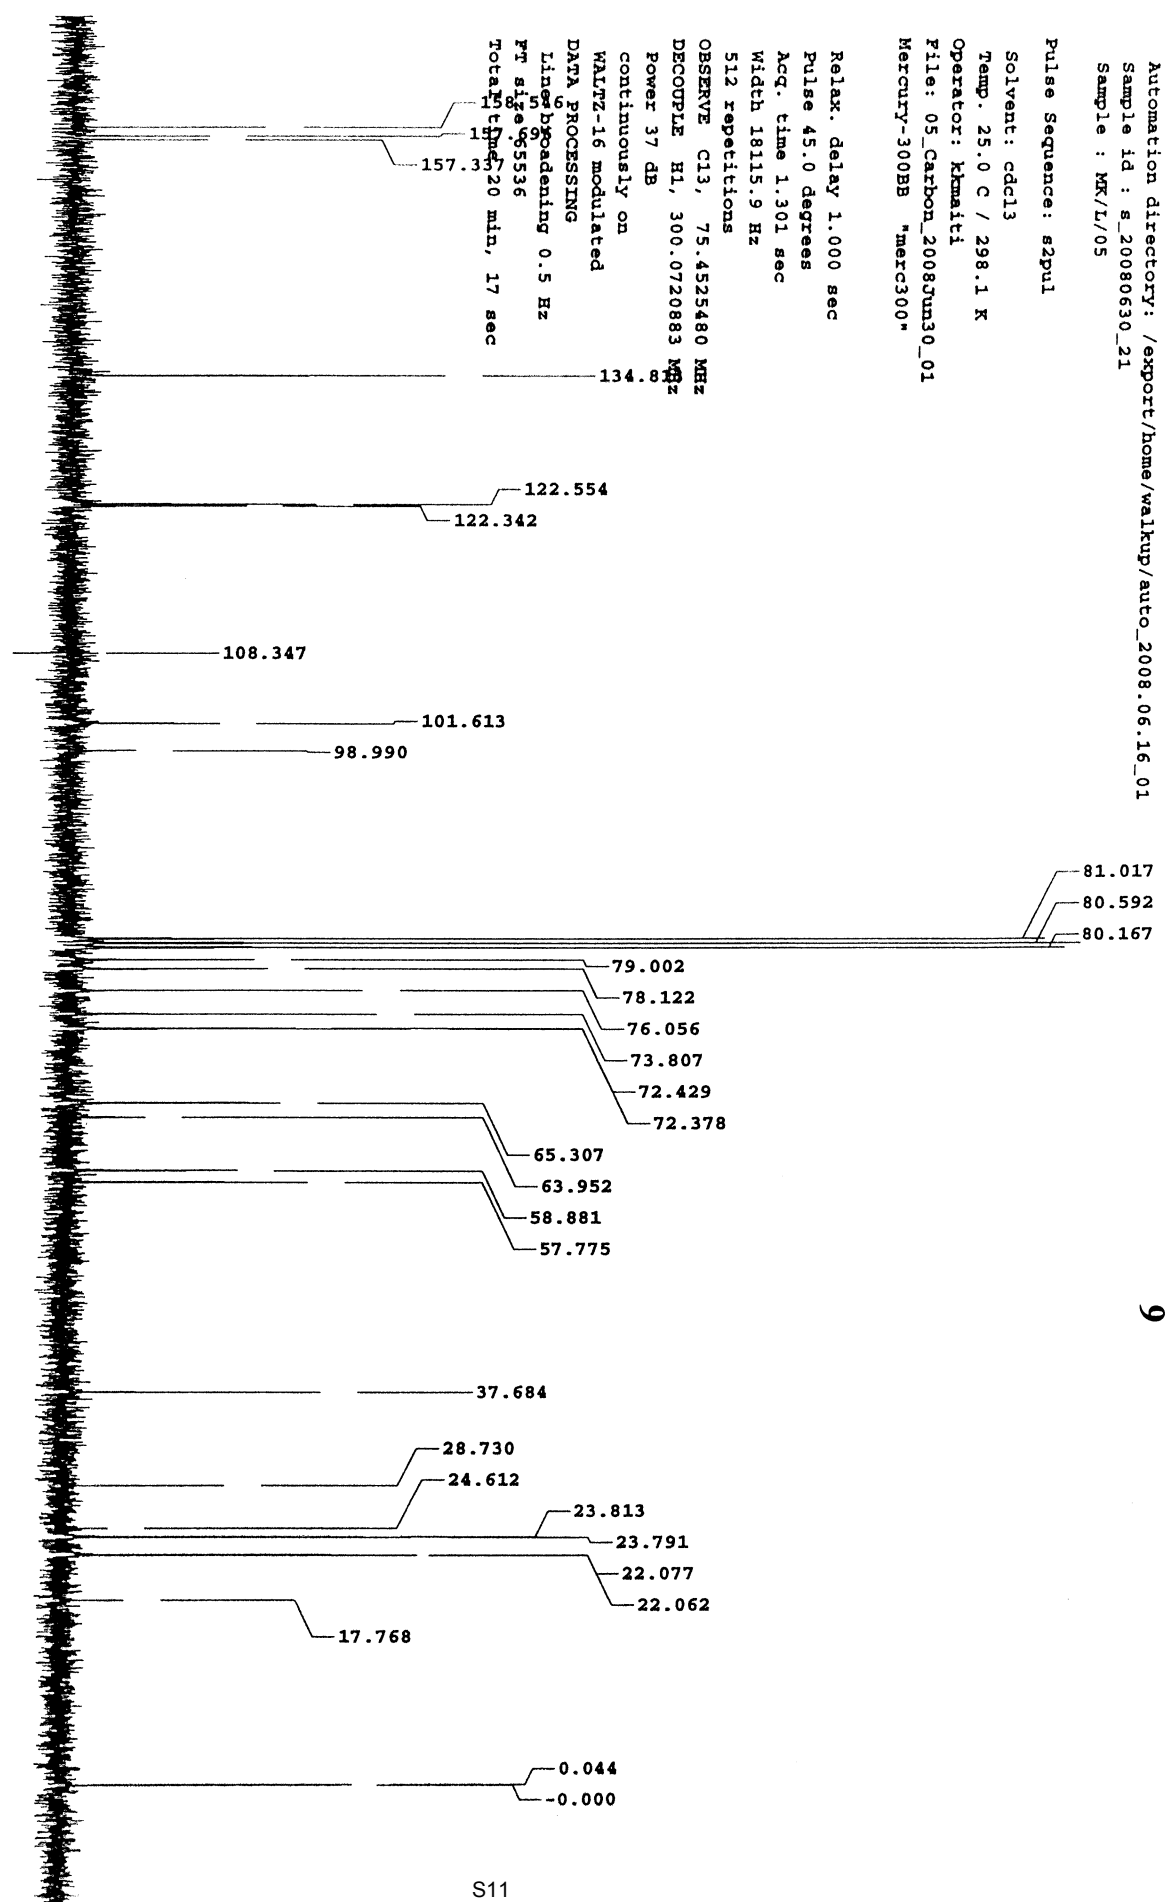 Automation directory: /export/home/walkup/auto_2008.06.16_01
Sample id : s_20080630_21
Sample : MK/L/05
Pulse Sequence: s2pul
Solvent: cdcl3
Temp. 25.0 C / 298.1 K
Operator: kkmaiti
File: 05_Carbon_2008Jun30_01
Mercury-300BB "merc300"
Relax. delay 1.000 sec
Pulse 45.0 degrees
Acq. time 1.301 sec
Width 18115.9 Hz
512 repetitions
OBSERVE C13, 75.4525480 MHz
DECOUPLE H1, 300.0720883 MHz
Power 37 dB
continuously on
WALTZ-16 modulated
DATA PROCESSING
Line broadening 0.5 Hz
FT size 65536
Total time 20 min, 17 sec
9
157.337
122.554
122.342
108.347
101.613
98.990
81.017
80.592
80.167
79.002
78.122
76.056
73.807
72.429
72.378
65.307
63.952
58.881
57.775
37.684
28.730
24.612
23.813
23.791
22.077
22.062
17.768
0.044
-0.000
S11